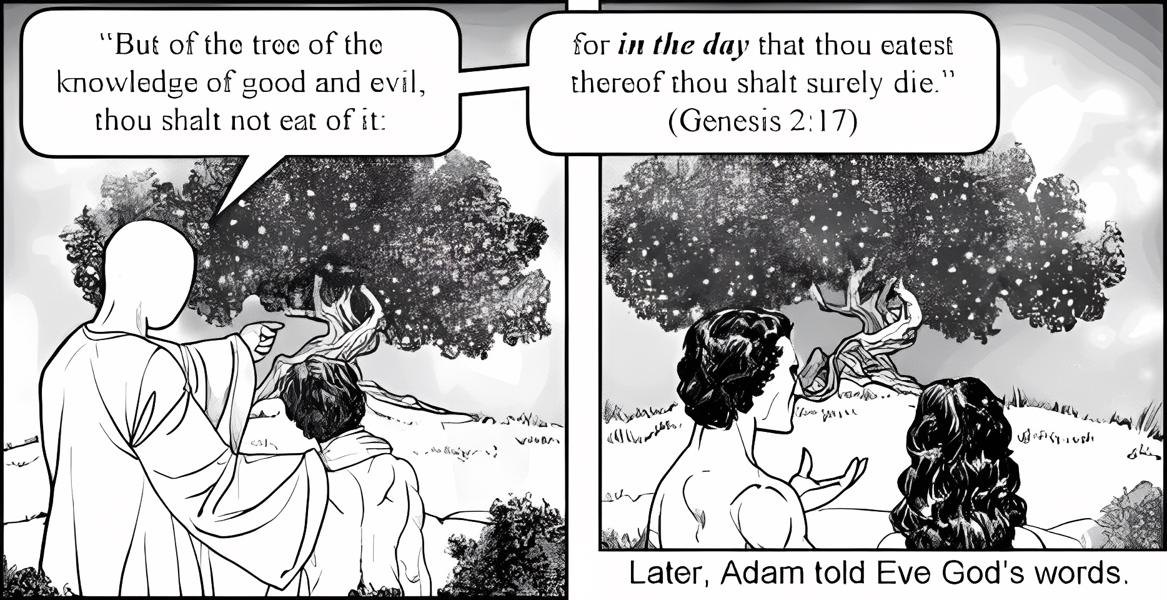 “But of the tree of the
knowledge of good and evil,
thou shalt not eat of it:
for in the day that thou eatest
thereof thou shalt surely die.”
(Genesis 2:17)
Later, Adam told Eve God's words.